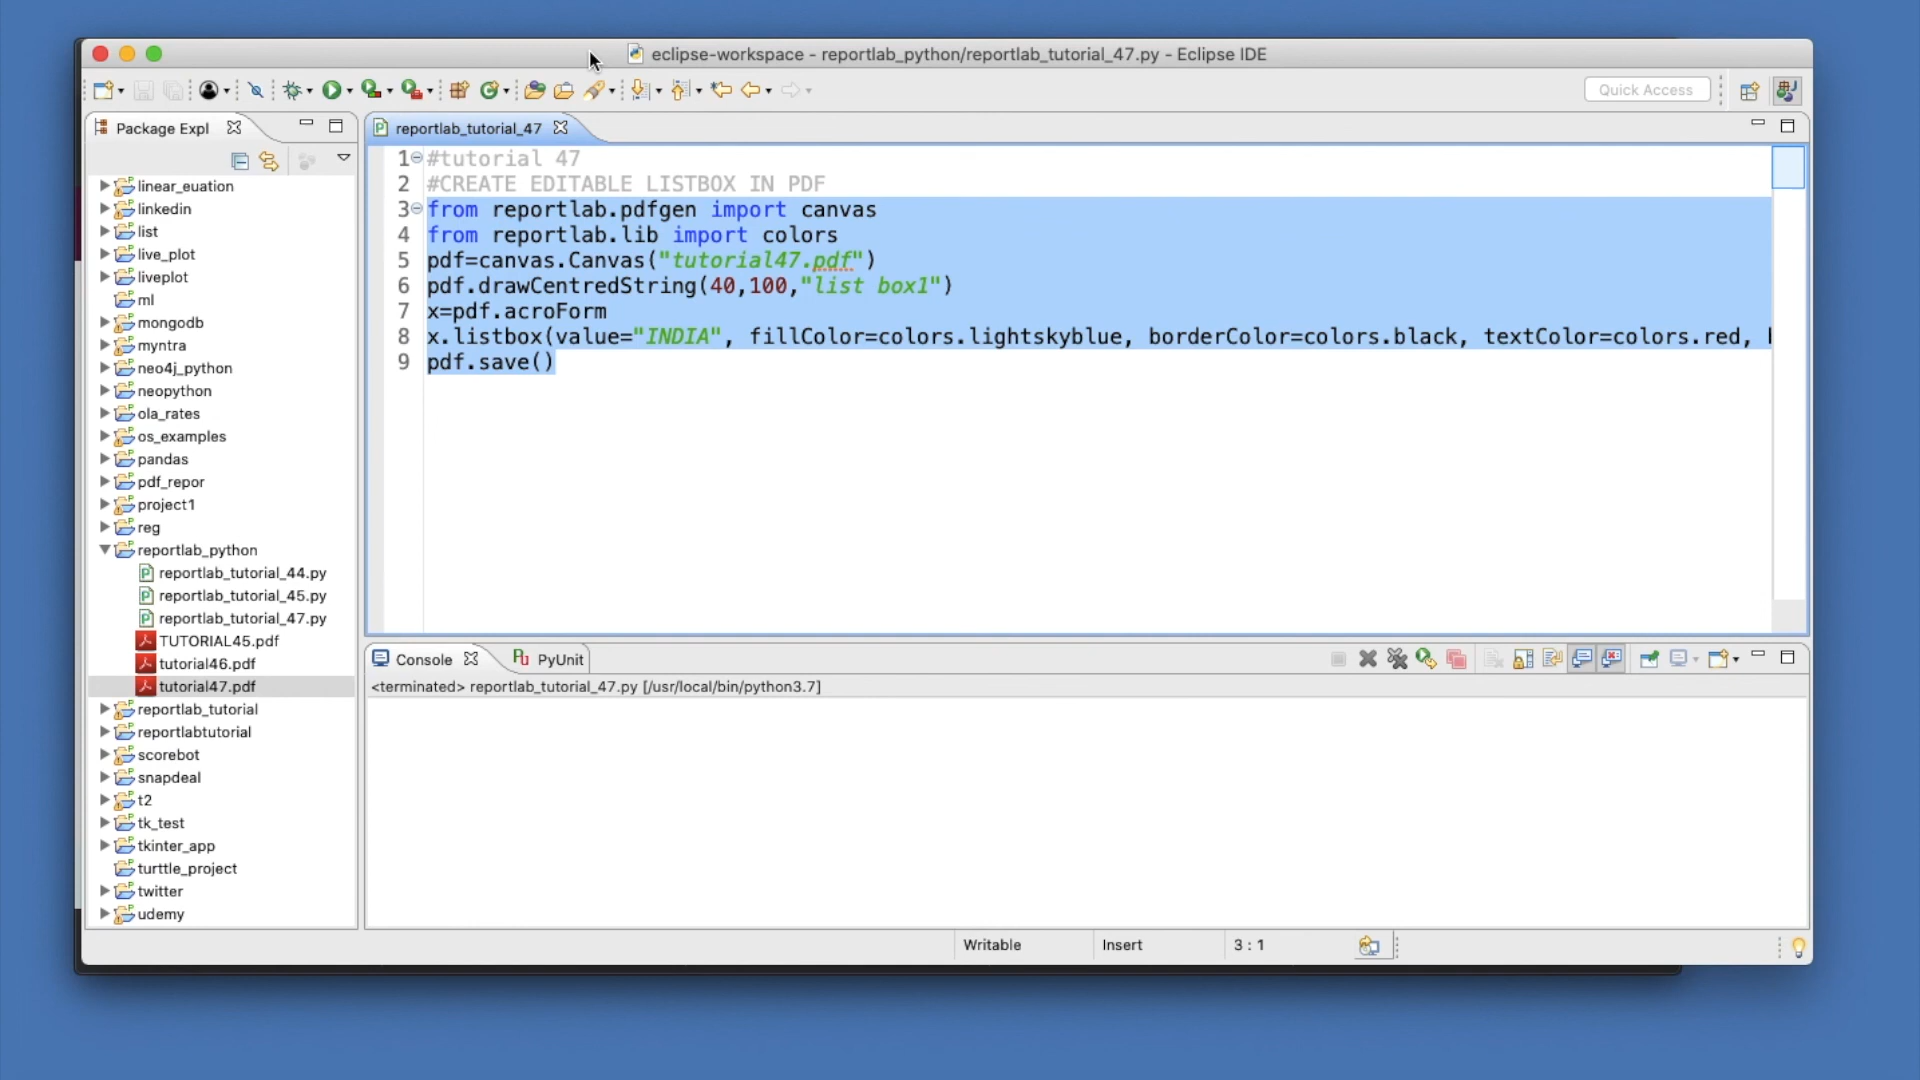 eclipse-workspace - reportlab_python/reportlab_tutorial_47.py - Eclipse IDE
Quick Access
Package Expl
reportlab_tutorial_47
linear_euation
linkedin
list
live_plot
liveplot
ml
mongodb
myntra
neo4j_python
neopython
ola_rates
os_examples
pandas
pdf_repor
project1
reg
reportlab_python
reportlab_tutorial_44.py
reportlab_tutorial_45.py
reportlab_tutorial_47.py
TUTORIAL45.pdf
tutorial46.pdf
tutorial47.pdf
reportlab_tutorial
reportlabtutorial
scorebot
snapdeal
t2
tk_test
tkinter_app
turttle_project
twitter
udemy
1 #tutorial 47
2 #CREATE EDITABLE LISTBOX IN PDF
3 from reportlab.pdfgen import canvas
4 from reportlab.lib import colors
5 pdf=canvas.Canvas("tutorial47.pdf")
6 pdf.drawCentredString(40,100,"list box1")
7 x=pdf.acroForm
8 x.listbox(value="INDIA", fillColor=colors.lightskyblue, borderColor=colors.black, textColor=colors.red,
9 pdf.save()
Console
PyUnit
<terminated> reportlab_tutorial_47.py [/usr/local/bin/python3.7]
Writable
Insert
3 : 1